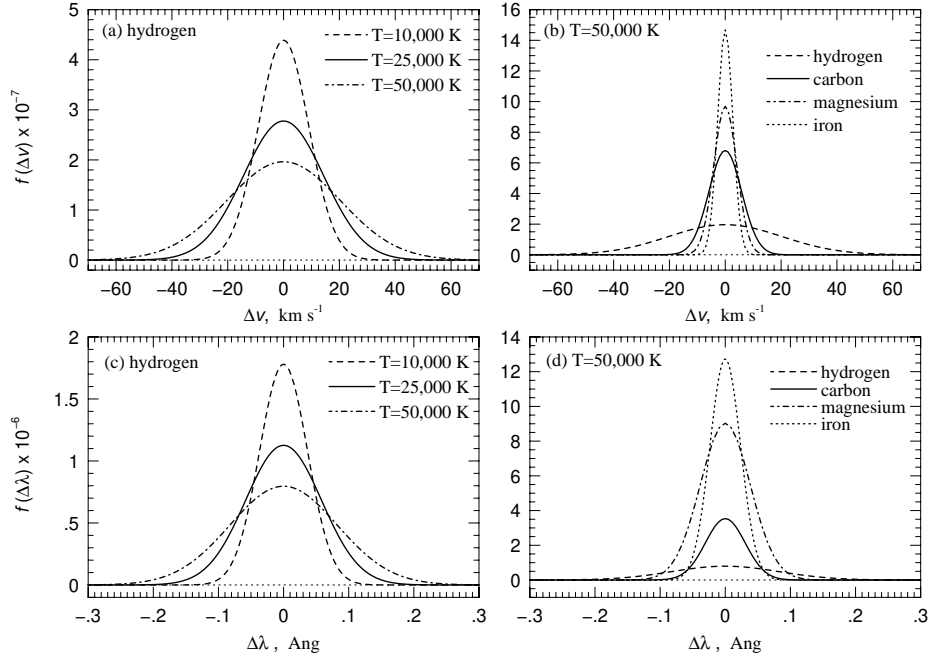 (a) hydrogen
T=10,000 K
T=25,000 K
T=50,000 K
f (Δv) x 10⁻⁷
5
4
3
2
1
0
−60 −40 −20 0 20 40 60
Δv, km s⁻¹
(b) T=50,000 K
hydrogen
carbon
magnesium
iron
16
14
12
10
8
6
4
2
0
−60 −40 −20 0 20 40 60
Δv, km s⁻¹
(c) hydrogen
T=10,000 K
T=25,000 K
T=50,000 K
f (Δλ) x 10⁻⁶
2
1.5
1
.5
0
−.3 −.2 −.1 0 .1 .2 .3
Δλ , Ang
(d) T=50,000 K
hydrogen
carbon
magnesium
iron
14
12
10
8
6
4
2
0
−.3 −.2 −.1 0 .1 .2 .3
Δλ , Ang